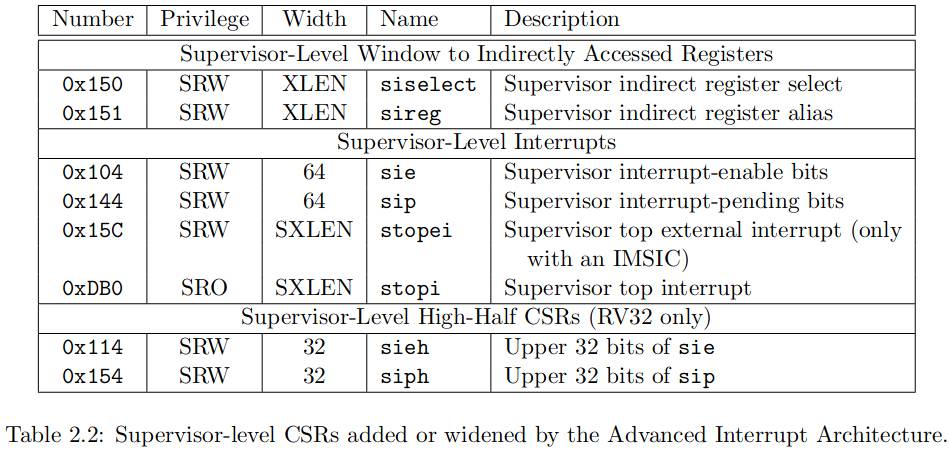 Number Privilege Width Name Description
Supervisor-Level Window to Indirectly Accessed Registers
0x150 SRW XLEN siselect Supervisor indirect register select
0x151 SRW XLEN sireg Supervisor indirect register alias
Supervisor-Level Interrupts
0x104 SRW 64 sie Supervisor interrupt-enable bits
0x144 SRW 64 sip Supervisor interrupt-pending bits
0x15C SRW SXLEN stopei Supervisor top external interrupt (only
with an IMSIC)
0xDB0 SRO SXLEN stopi Supervisor top interrupt
Supervisor-Level High-Half CSRs (RV32 only)
0x114 SRW 32 sieh Upper 32 bits of sie
0x154 SRW 32 siph Upper 32 bits of sip
Table 2.2: Supervisor-level CSRs added or widened by the Advanced Interrupt Architecture.